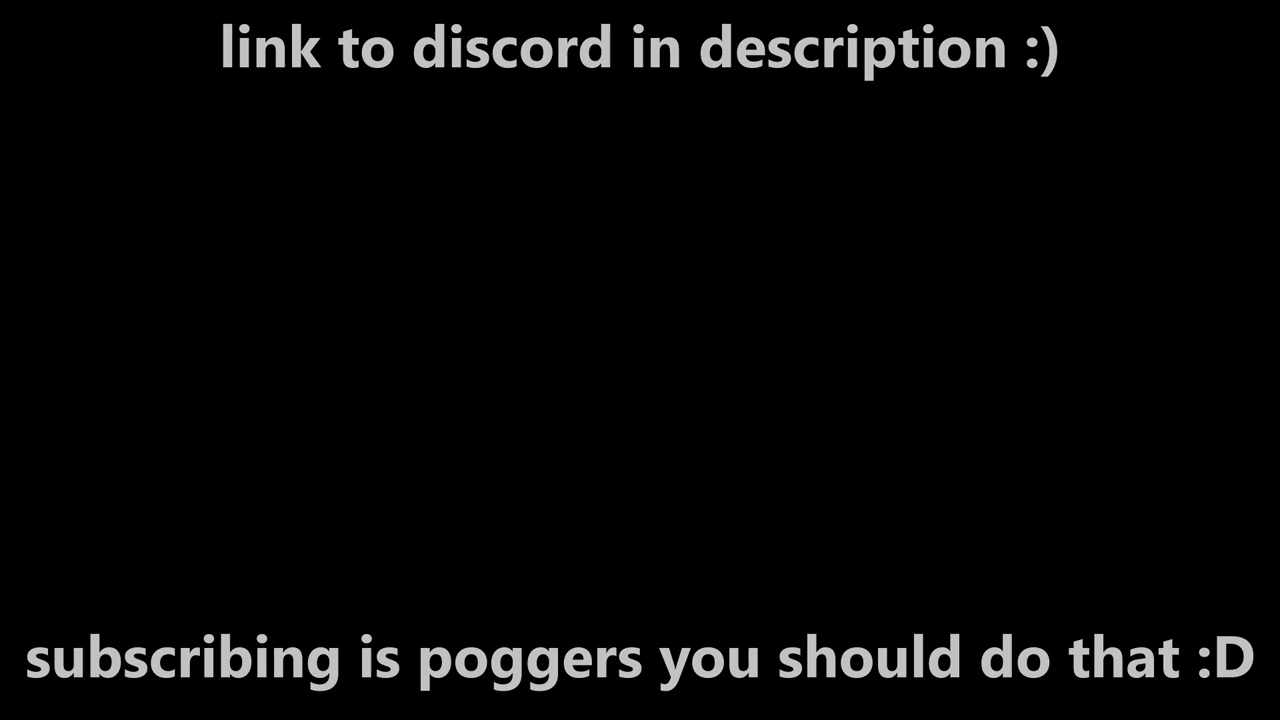 link to discord in description :)
subscribing is poggers you should do that :D